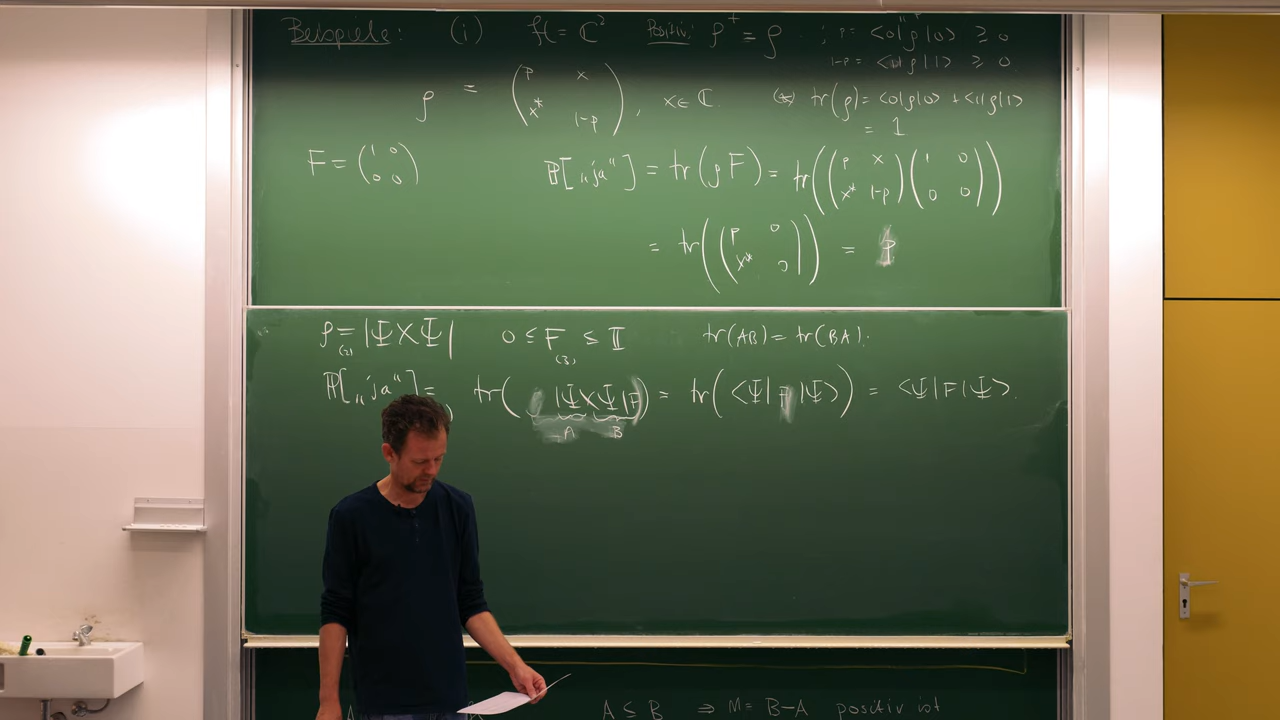 Beispiele: (i) ℋ = ℂ² Positiv: ρ† = ρ ; p = <0|ρ|0> ≥ 0
1-p = <1|ρ|1> ≥ 0
ρ = ( p x ; x* 1-p ), x ∈ ℂ. (*) tr(ρ) = <0|ρ|0> + <1|ρ|1>
= 1
F = ( 1 0 ; 0 0 ) ℙ["ja"] = tr(ρF) = tr( ( p x ; x* 1-p ) ( 1 0 ; 0 0 ) )
= tr( ( p 0 ; x* 0 ) ) = p
ρ =(2) |Ψ><Ψ| 0 ≤ F ≤(3) 𝟙 tr(AB) = tr(BA).
ℙ["ja"] = tr( |Ψ><Ψ|F ) = tr( <Ψ|F|Ψ> ) = <Ψ|F|Ψ>.
A B
A ≤ B ⇒ M = B-A positiv ist